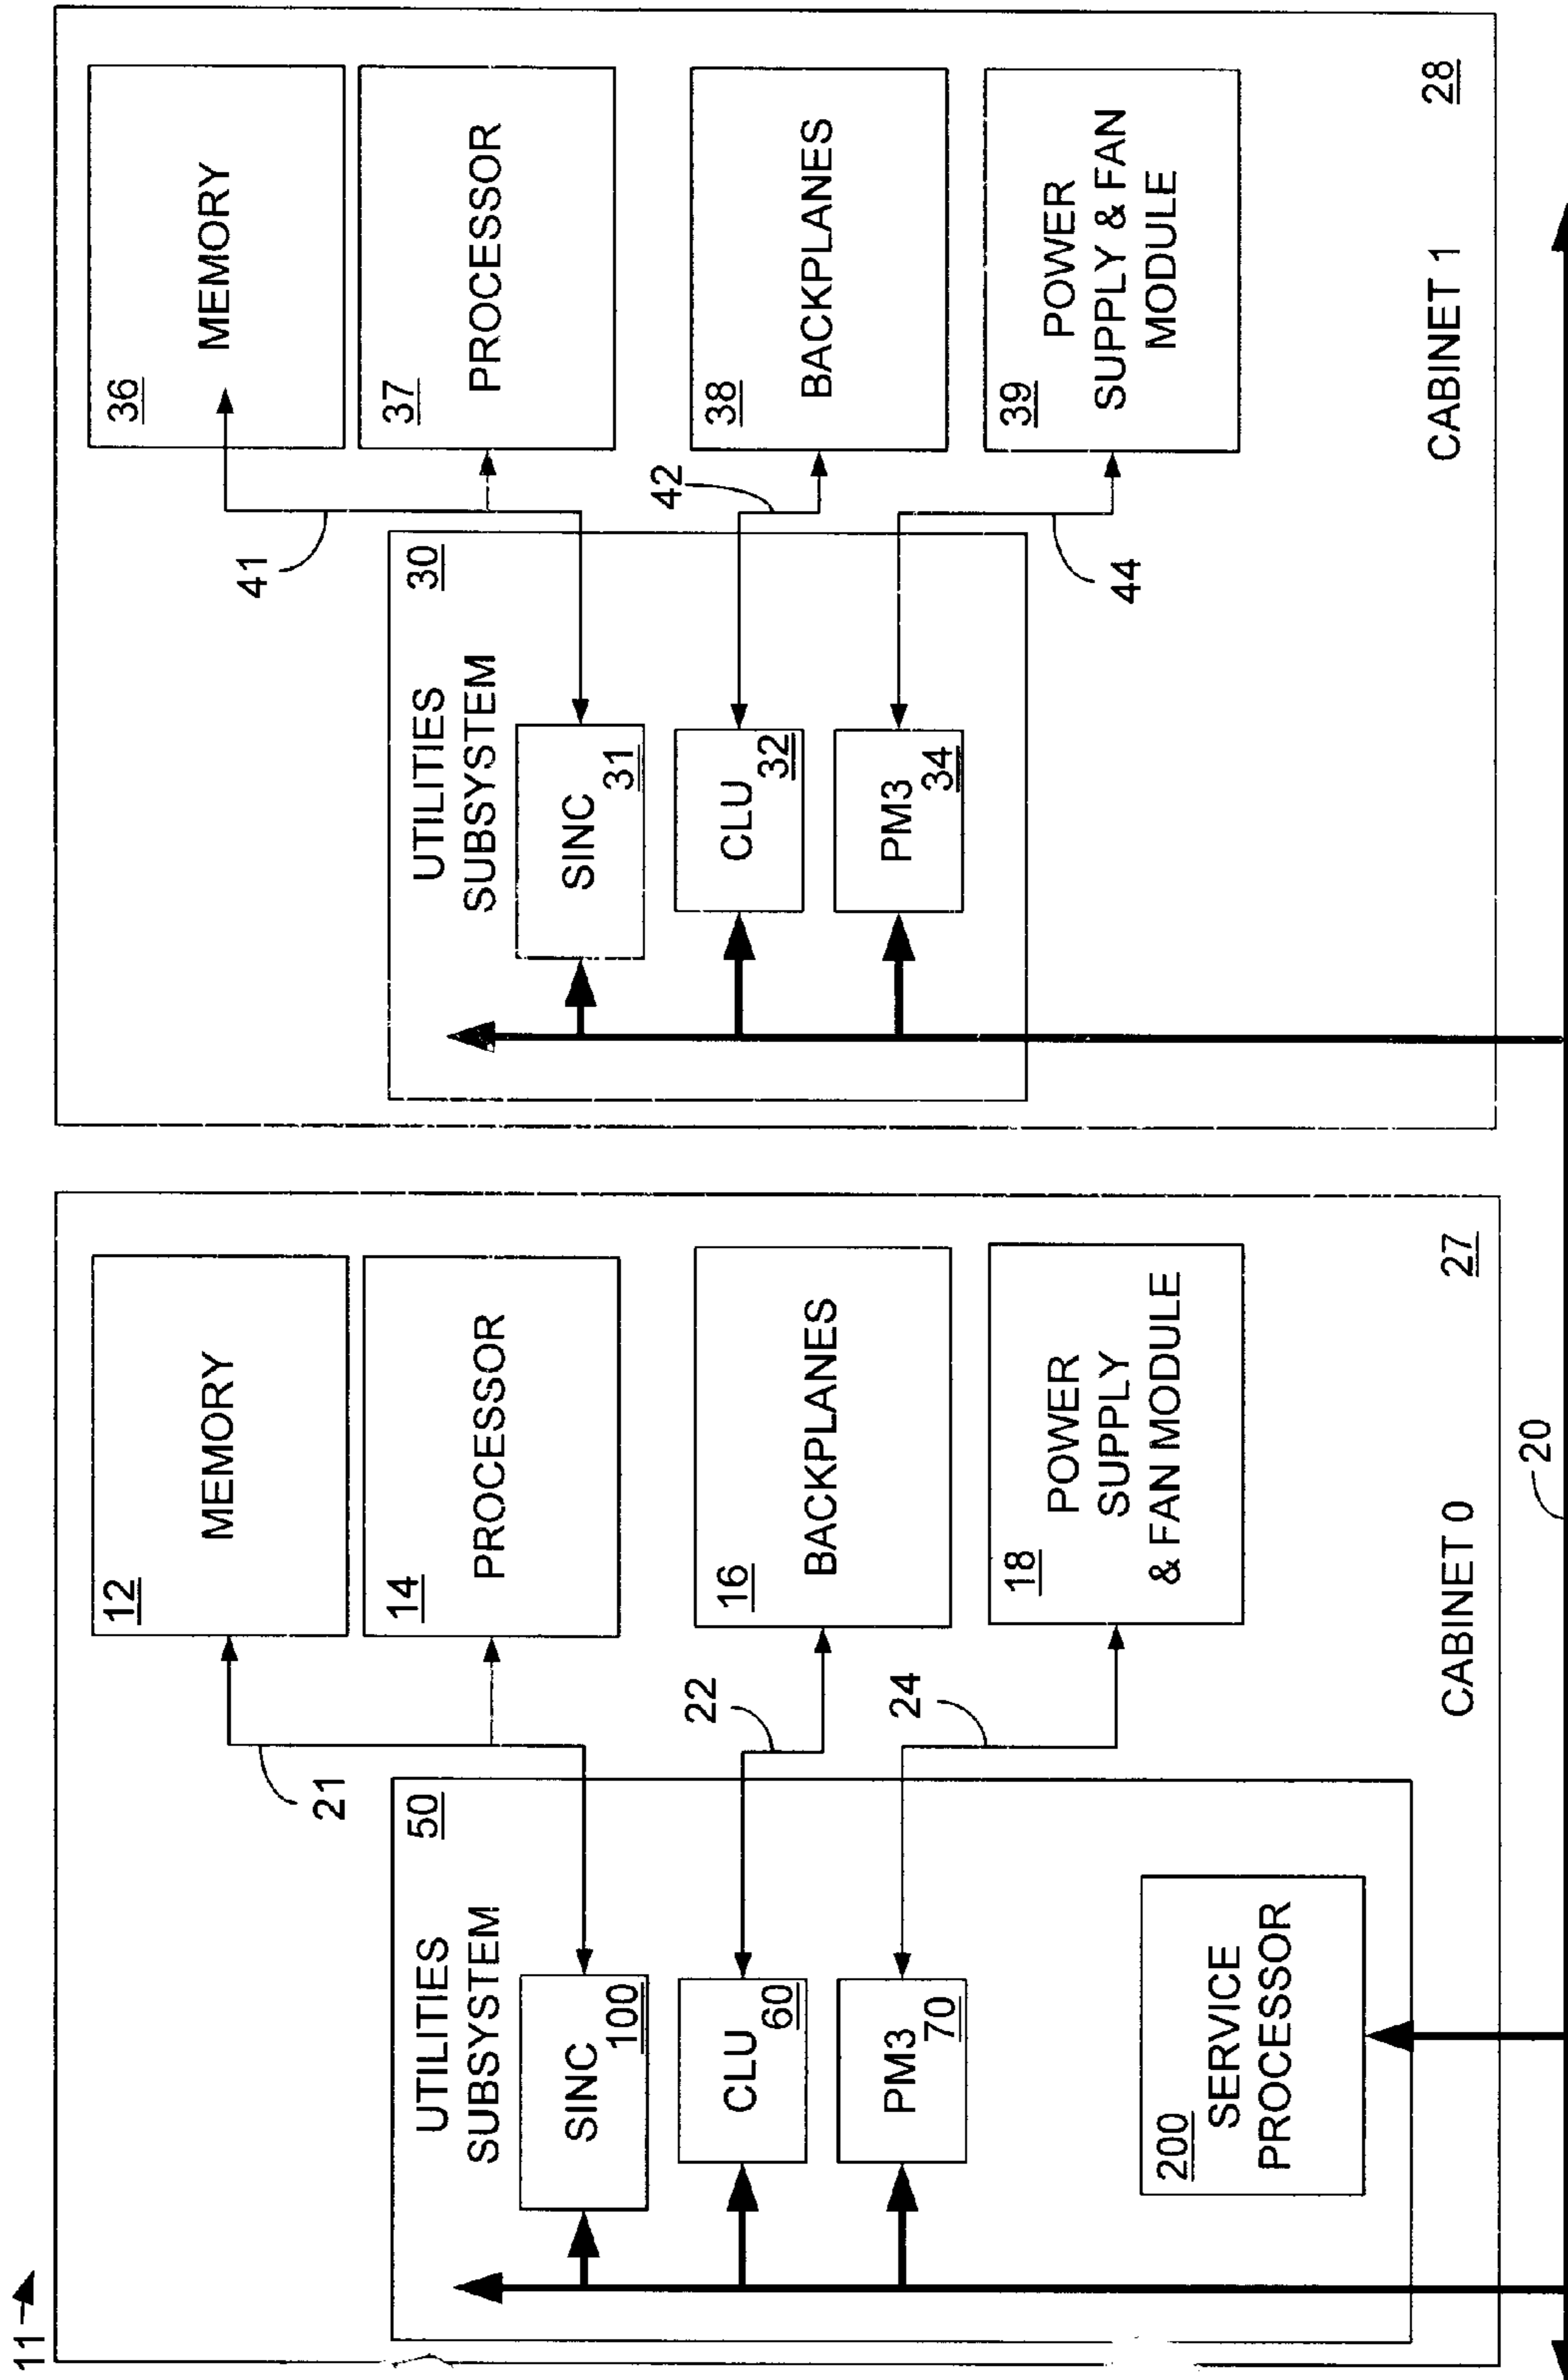 11
UTILITIES
SUBSYSTEM
50
SINC
100
CLU
60
PM3
70
200
SERVICE
PROCESSOR
21
22
24
12
MEMORY
14
PROCESSOR
16
BACKPLANES
18
POWER
SUPPLY
& FAN MODULE
CABINET 0
27
20
UTILITIES
SUBSYSTEM
30
SINC
31
CLU
32
PM3
34
41
42
44
36
MEMORY
37
PROCESSOR
38
BACKPLANES
39
POWER
SUPPLY & FAN
MODULE
CABINET 1
28